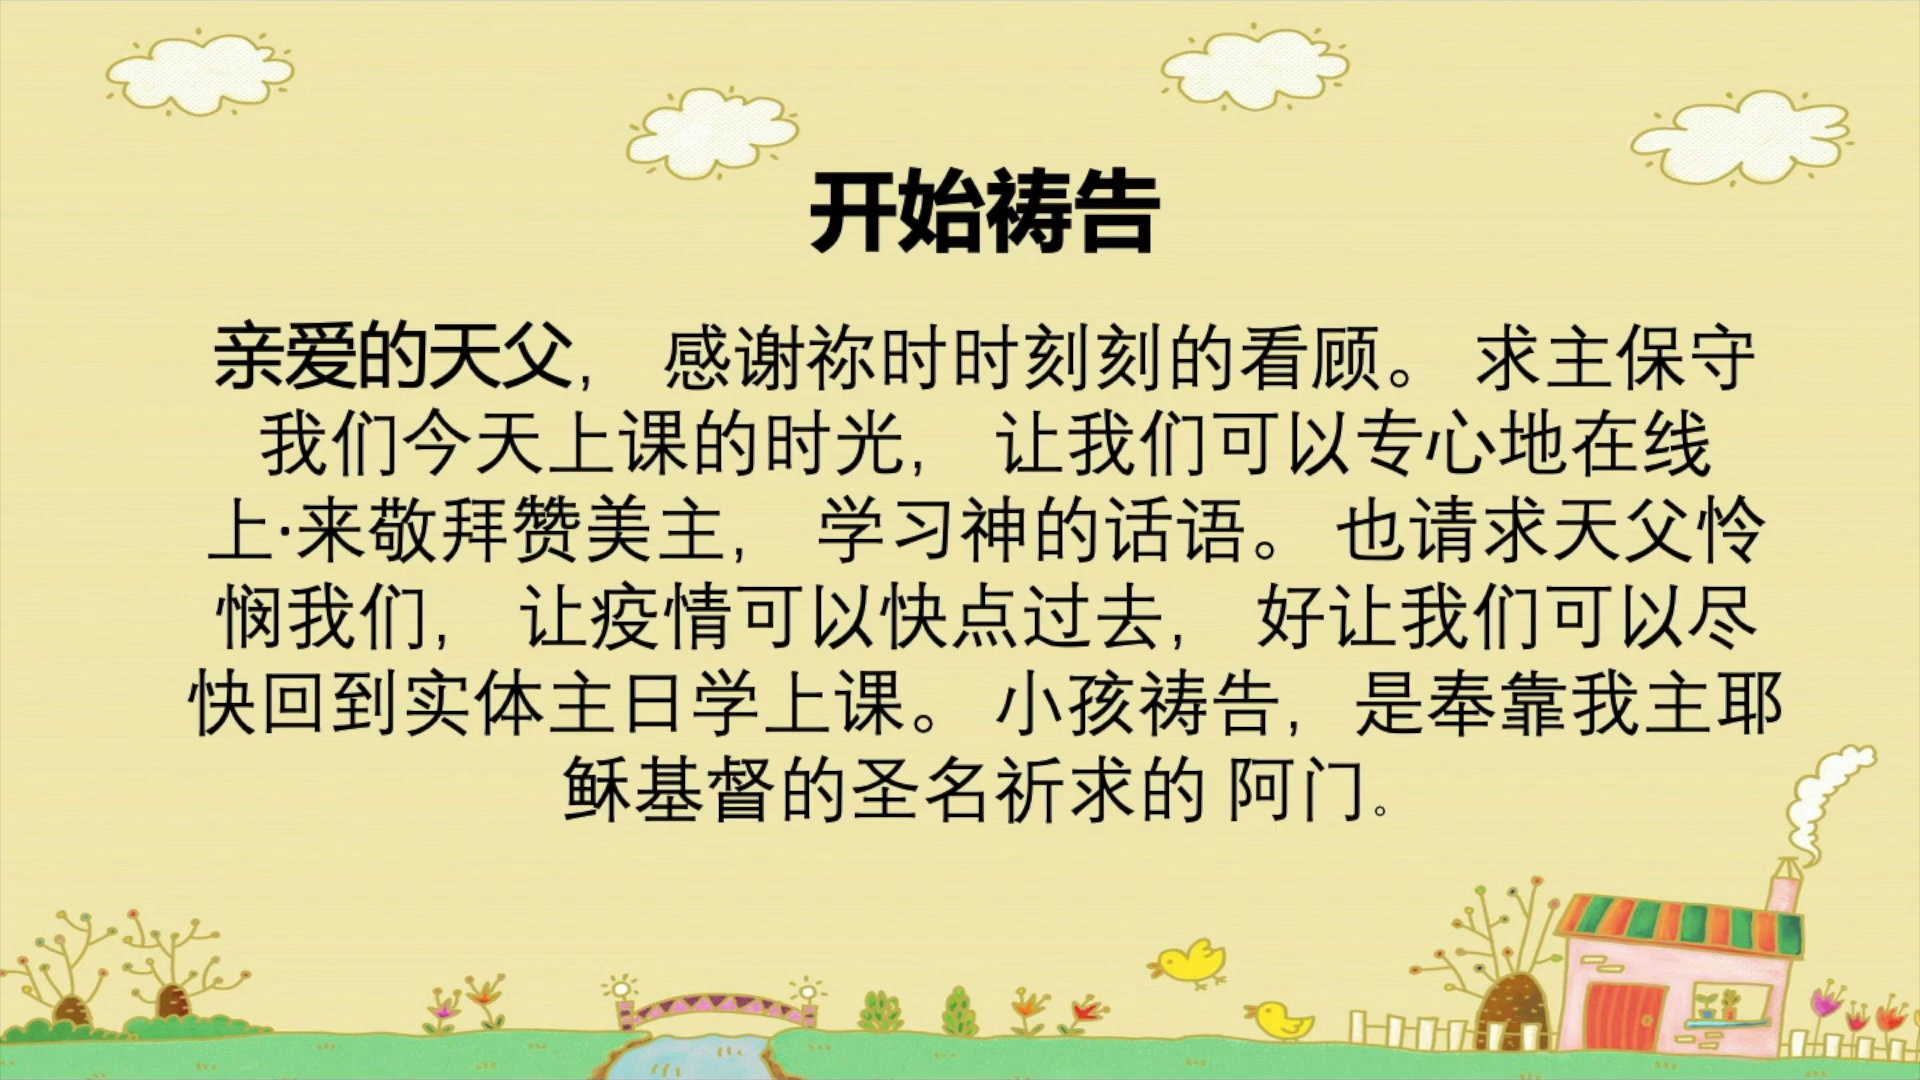 开始祷告
亲爱的天父， 感谢祢时时刻刻的看顾。 求主保守
我们今天上课的时光， 让我们可以专心地在线
上·来敬拜赞美主， 学习神的话语。 也请求天父怜
悯我们， 让疫情可以快点过去， 好让我们可以尽
快回到实体主日学上课。 小孩祷告，是奉靠我主耶
稣基督的圣名祈求的 阿门。